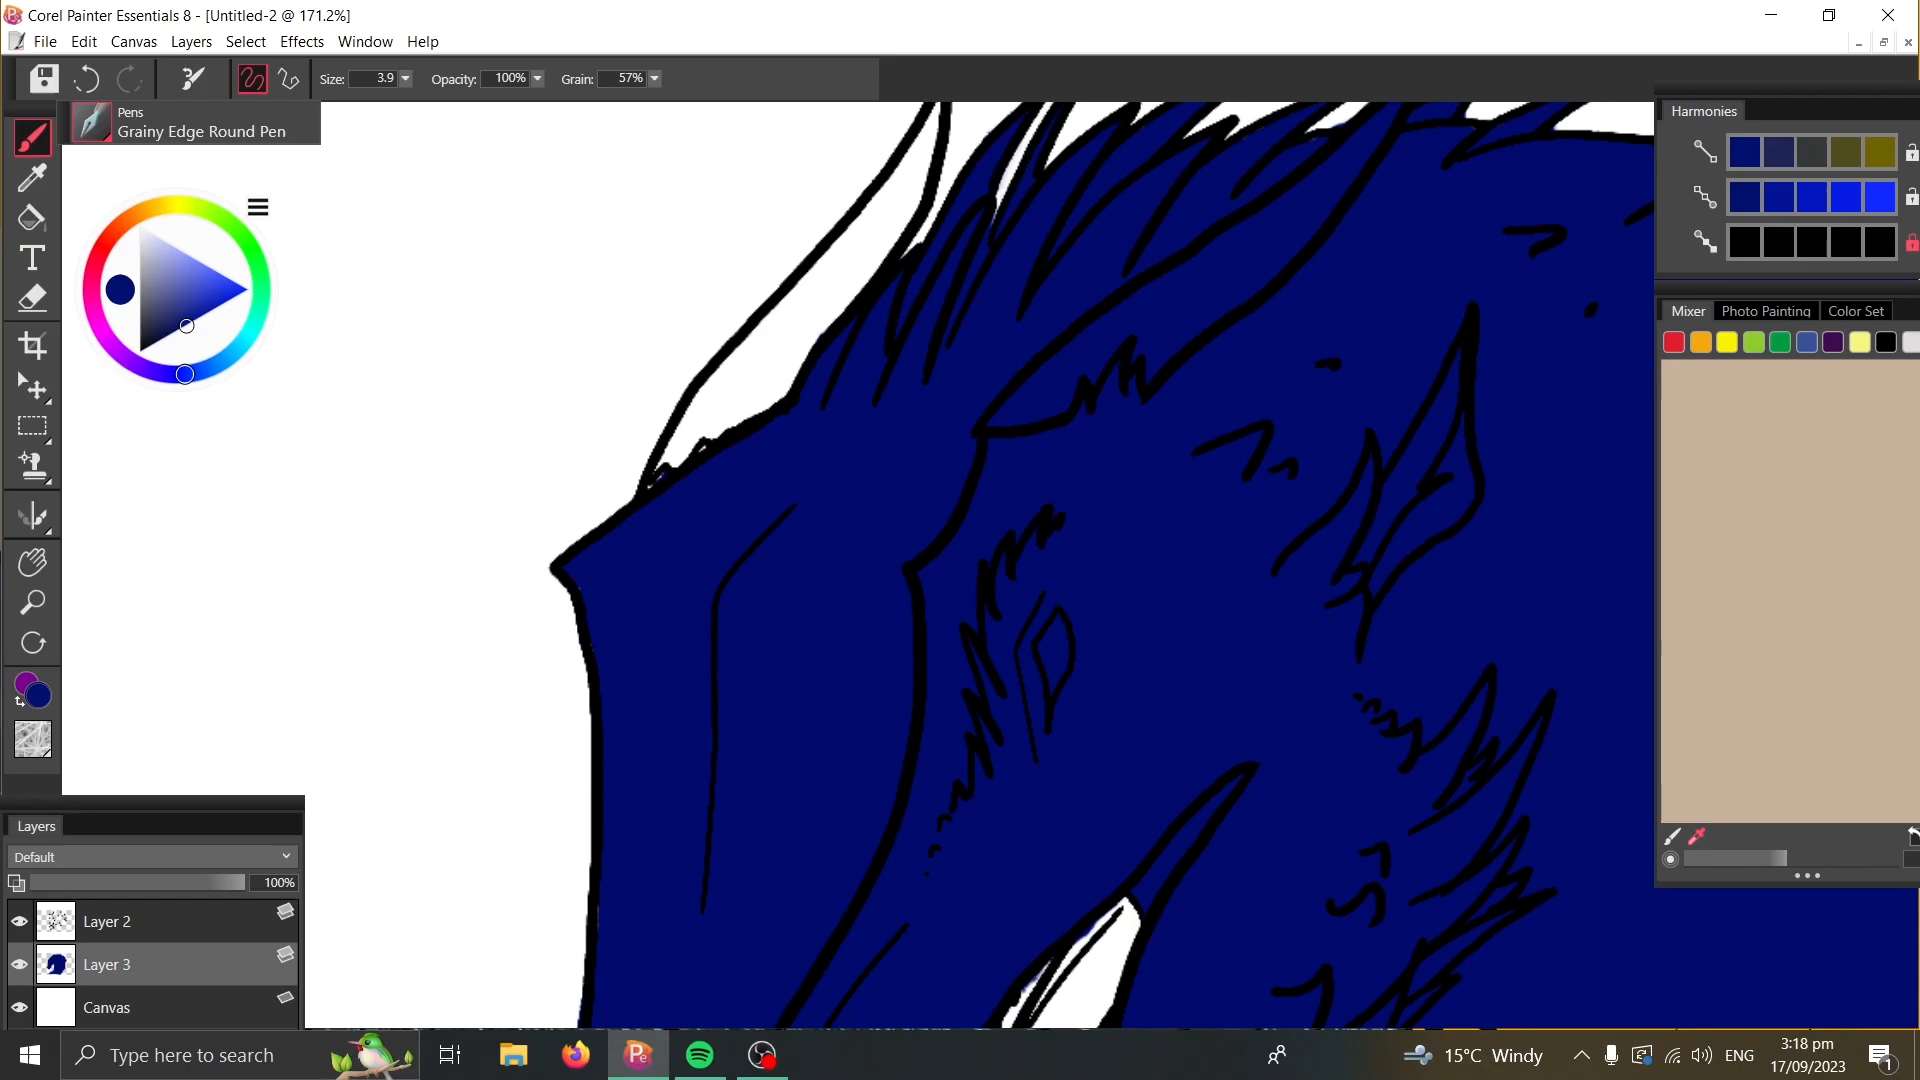 Corel Painter Essentials 8 - [Untitled-2 @ 171.2%]
File Edit Canvas Layers Select Effects Window Help
Size: 3.9 Opacity: 100% Grain: 57%
Pens
Grainy Edge Round Pen
Harmonies
Mixer Photo Painting Color Set
Layers
Default
100%
Layer 2
Layer 3
Canvas
Type here to search
15°C Windy
ENG
3:18 pm
17/09/2023
1